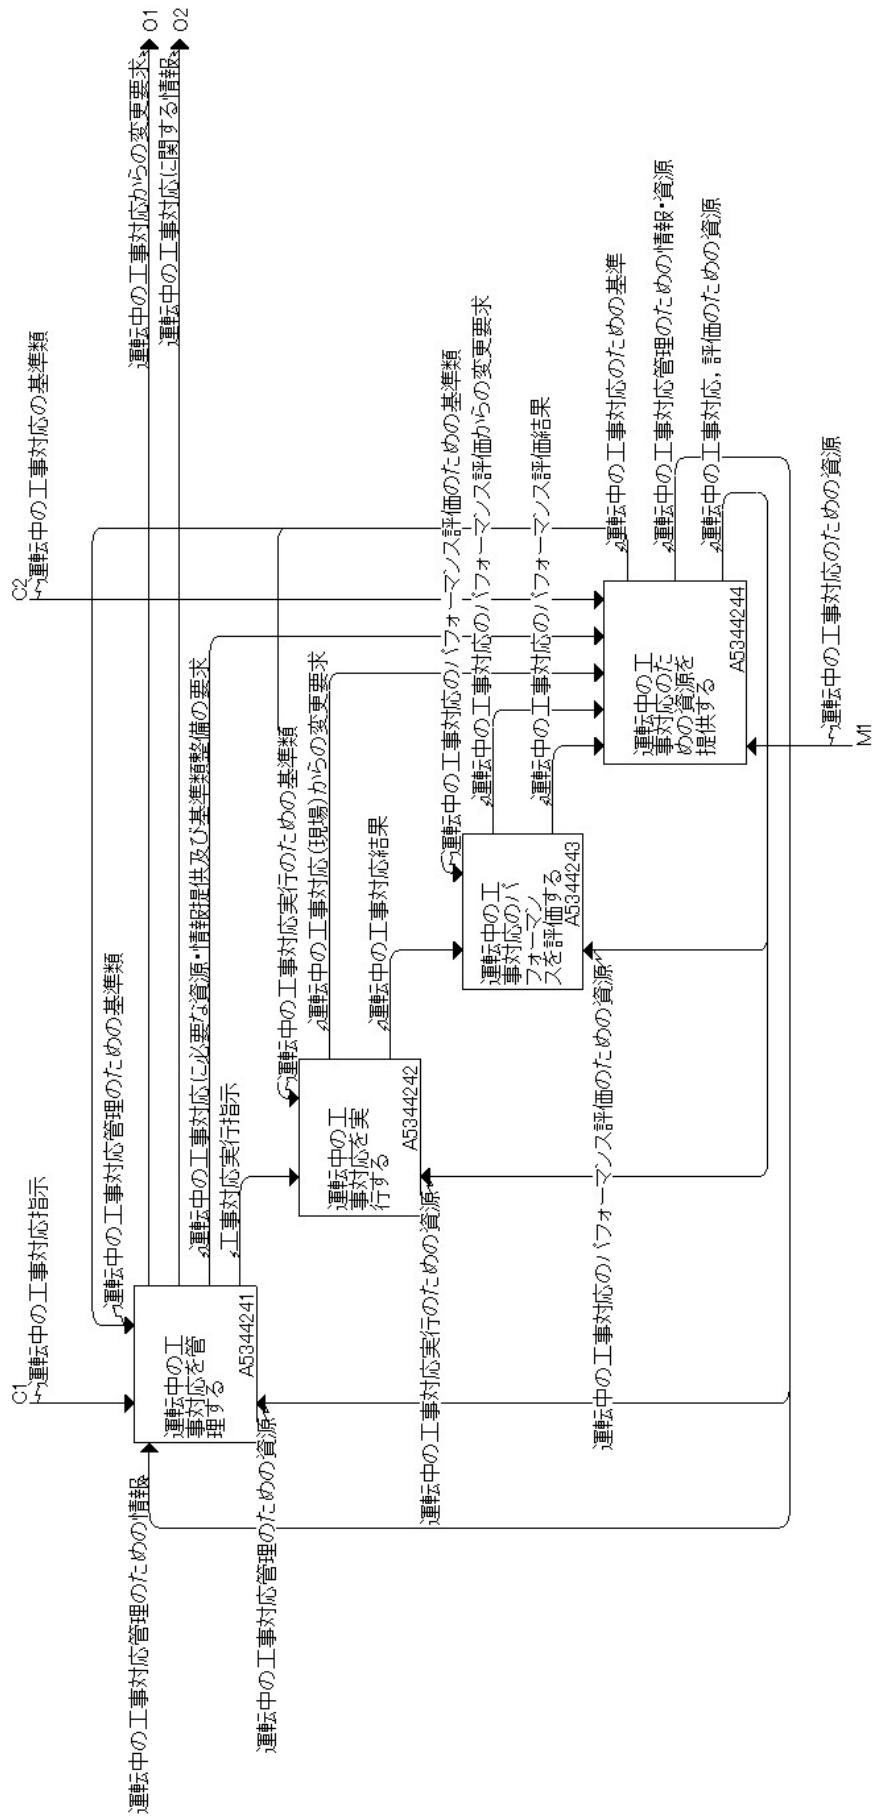 C1
運転中の工事対応指示
C2
運転中の工事対応の基準類
運転中の工事対応管理のための基準類
運転中の工事対応管理のための情報
運転中の工事対応からの変更要求
O1
運転中の工事対応に関する情報
O2
運転中の工
事対応を管
理する
A5344241
運転中の工事対応に必要な資源・情報提供及び基準類整備の要求
工事対応実行指示
運転中の工事対応管理のための資源
運転中の工事対応実行のための基準類
運転中の工事対応(現場)からの変更要求
運転中の工事対応結果
運転中の工
事対応を実
行する
A5344242
運転中の工事対応実行のための資源
運転中の工事対応のパフォーマンス評価のための基準類
運転中の工事対応のパフォーマンス評価からの変更要求
運転中の工事対応のパフォーマンス評価結果
運転中の工
事対応のパ
フォーマン
スを評価する
A5344243
運転中の工事対応のパフォーマンス評価のための資源
運転中の工事対応のための基準
運転中の工事対応管理のための情報・資源
運転中の工事対応,評価のための資源
運転中の工
事対応のた
めの資源を
提供する
A5344244
運転中の工事対応のための資源
M1